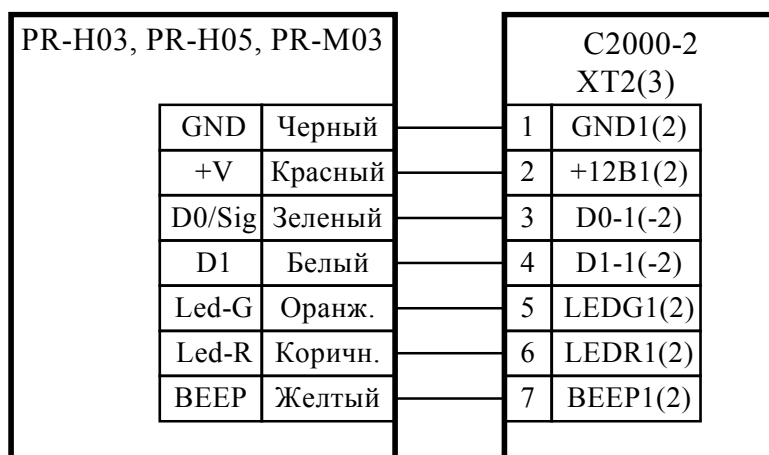 PR-H03, PR-H05, PR-M03
C2000-2
XT2(3)
GND Черный 1 GND1(2)
+V Красный 2 +12В1(2)
D0/Sig Зеленый 3 D0-1(-2)
D1 Белый 4 D1-1(-2)
Led-G Оранж. 5 LEDG1(2)
Led-R Коричн. 6 LEDR1(2)
BEEP Желтый 7 BEEP1(2)